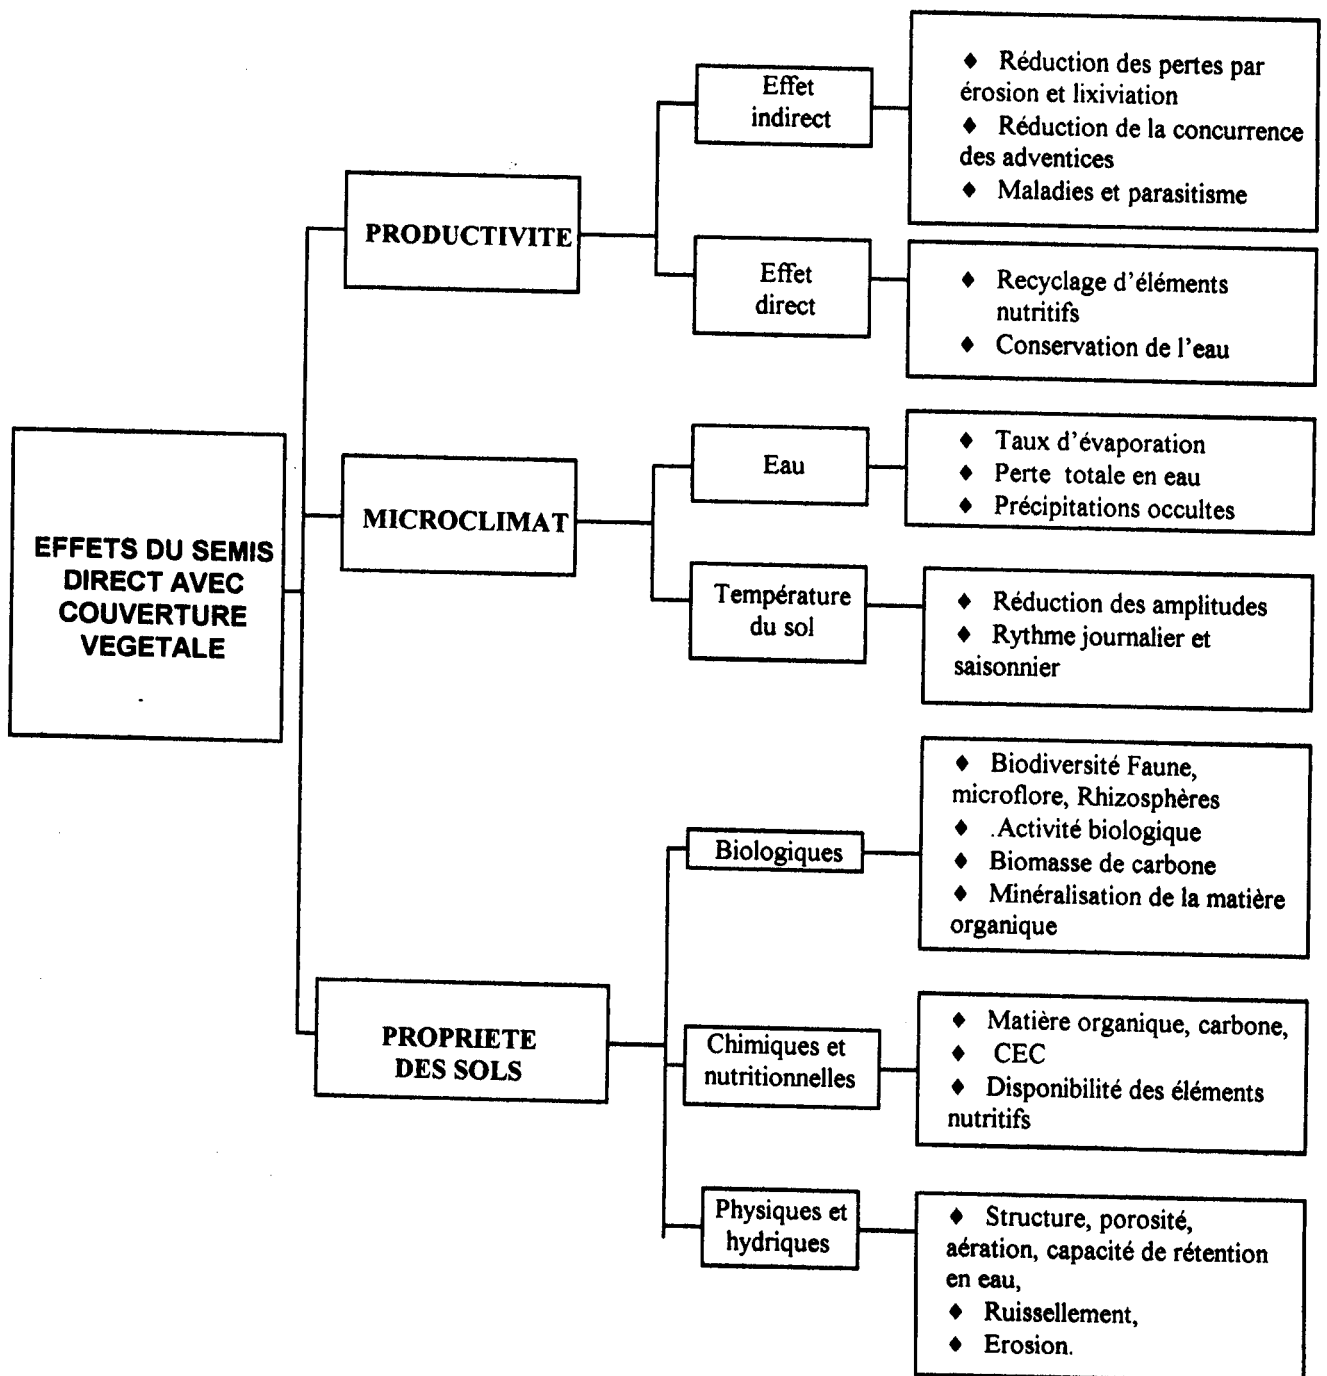 EFFETS DU SEMIS
DIRECT AVEC
COUVERTURE
VEGETALE
PRODUCTIVITE
Effet
indirect
♦ Réduction des pertes par
érosion et lixiviation
♦ Réduction de la concurrence
des adventices
♦ Maladies et parasitisme
Effet
direct
♦ Recyclage d'éléments
nutritifs
♦ Conservation de l'eau
MICROCLIMAT
Eau
♦ Taux d'évaporation
♦ Perte totale en eau
♦ Précipitations occultes
Température
du sol
♦ Réduction des amplitudes
♦ Rythme journalier et
saisonnier
PROPRIETE
DES SOLS
Biologiques
♦ Biodiversité Faune,
microflore, Rhizosphères
♦ .Activité biologique
♦ Biomasse de carbone
♦ Minéralisation de la matière
organique
Chimiques et
nutritionnelles
♦ Matière organique, carbone,
♦ CEC
♦ Disponibilité des éléments
nutritifs
Physiques et
hydriques
♦ Structure, porosité,
aération, capacité de rétention
en eau,
♦ Ruissellement,
♦ Erosion.